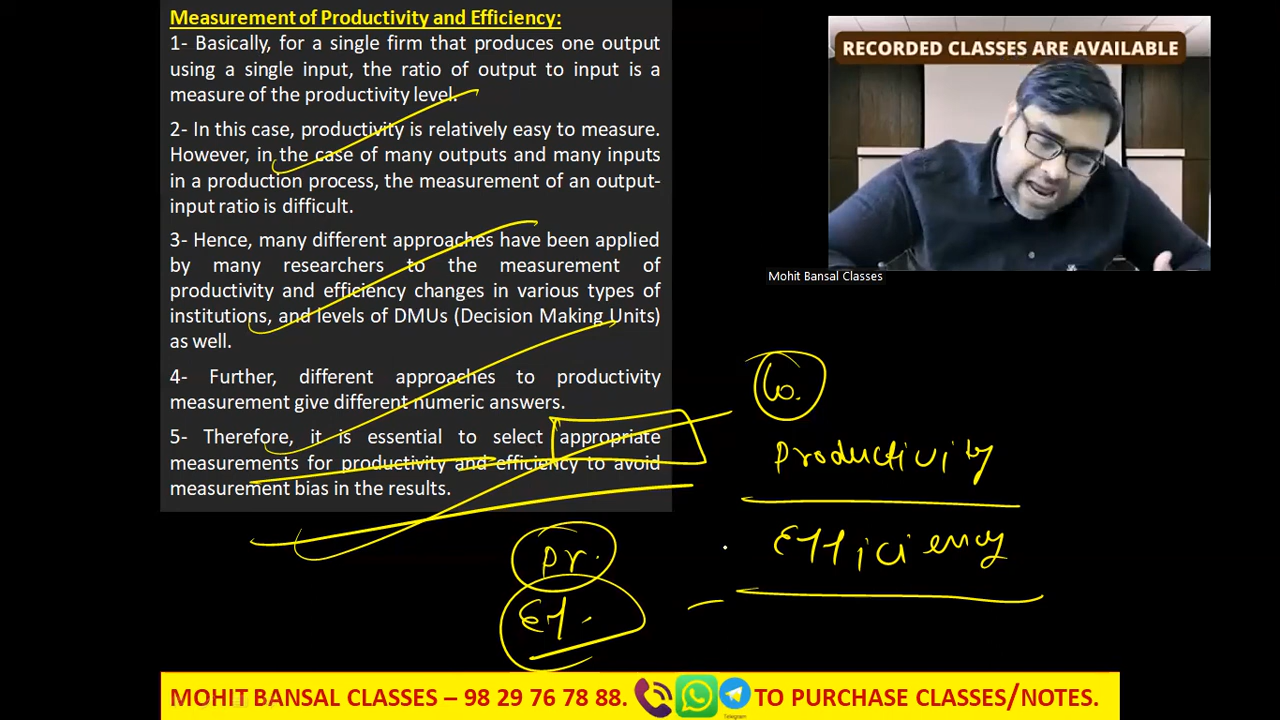 Measurement of Productivity and Efficiency:
1- Basically, for a single firm that produces one output
using a single input, the ratio of output to input is a
measure of the productivity level.
2- In this case, productivity is relatively easy to measure.
However, in the case of many outputs and many inputs
in a production process, the measurement of an output-
input ratio is difficult.
3- Hence, many different approaches have been applied
by many researchers to the measurement of
productivity and efficiency changes in various types of
institutions, and levels of DMUs (Decision Making Units)
as well.
4- Further, different approaches to productivity
measurement give different numeric answers.
5- Therefore, it is essential to select appropriate
measurements for productivity and efficiency to avoid
measurement bias in the results.
RECORDED CLASSES ARE AVAILABLE
Mohit Bansal Classes
Co.
Productivity
Efficiency
Pr.
Ef.
MOHIT BANSAL CLASSES – 98 29 76 78 88. TO PURCHASE CLASSES/NOTES.
Telegram